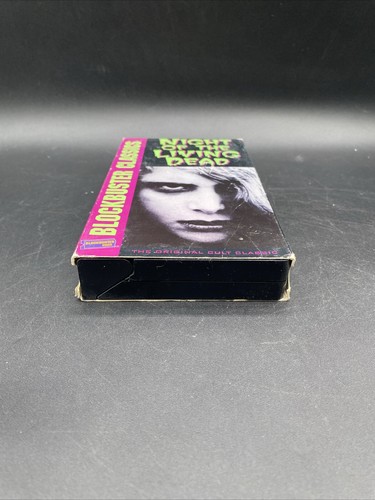 BLOCKBUSTER CLASSICS
NIGHT
OF THE
LIVING
DEAD
THE ORIGINAL CULT CLASSIC